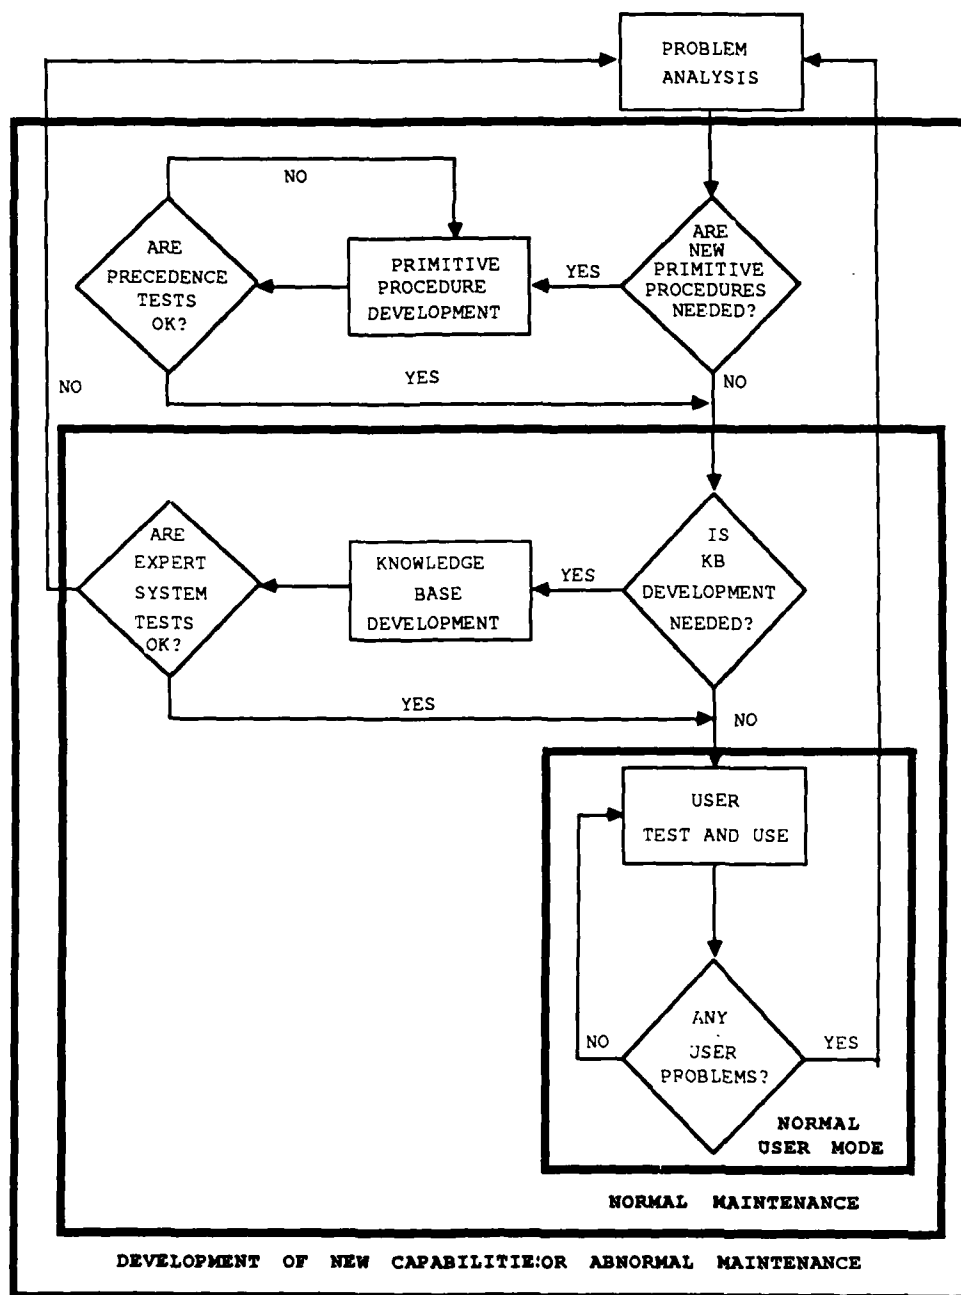 PROBLEM
ANALYSIS
NO
ARE
PRECEDENCE
TESTS
OK?
PRIMITIVE
PROCEDURE
DEVELOPMENT
YES
ARE
NEW
PRIMITIVE
PROCEDURES
NEEDED?
YES
NO
NO
ARE
EXPERT
SYSTEM
TESTS
OK?
KNOWLEDGE
BASE
DEVELOPMENT
YES
IS
KB
DEVELOPMENT
NEEDED?
YES
NO
USER
TEST AND USE
NO
ANY
USER
PROBLEMS?
YES
NORMAL
USER MODE
NORMAL MAINTENANCE
DEVELOPMENT OF NEW CAPABILITIE:OR ABNORMAL MAINTENANCE